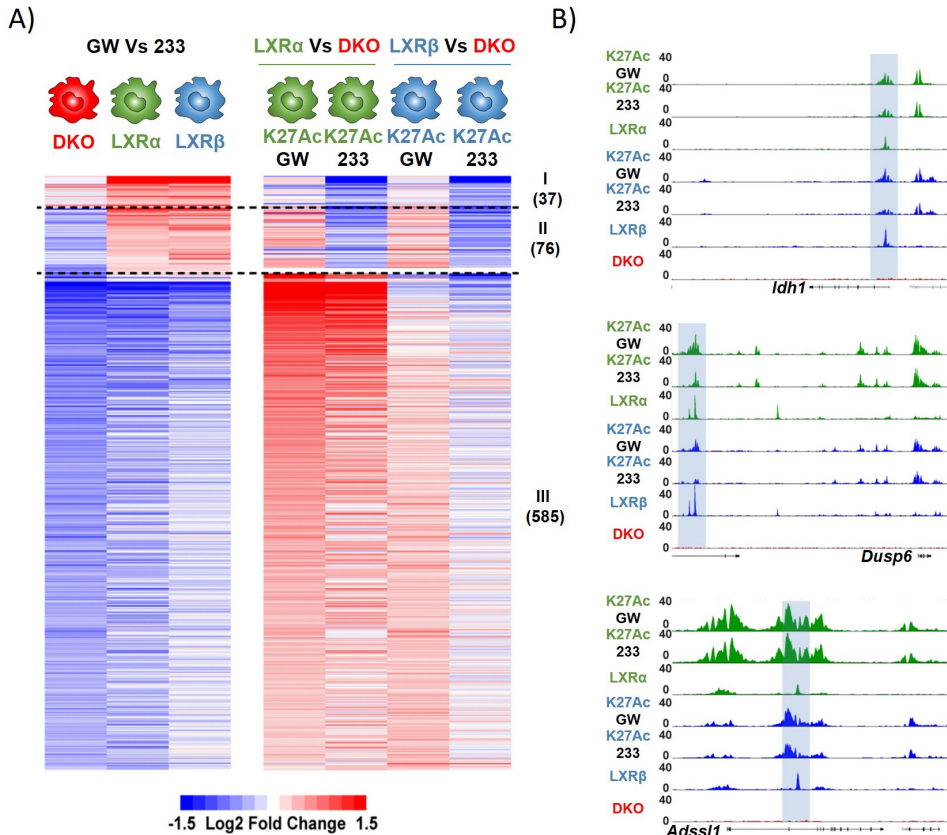 A)
GW Vs 233
LXRα Vs DKO
LXRβ Vs DKO
DKO
LXRα
LXRβ
K27Ac
K27Ac
K27Ac
K27Ac
GW
233
GW
233
I
(37)
II
(76)
III
(585)
-1.5 Log2 Fold Change 1.5
B)
K27Ac 40
GW
K27Ac 0 40
233
LXRα 0 40
K27Ac 0 40
GW
K27Ac 0 40
233
LXRβ 0 40
DKO 0 40
0
Idh1
K27Ac 40
GW
K27Ac 0 40
233
LXRα 0 40
K27Ac 0 40
GW
K27Ac 0 40
233
LXRβ 0 40
DKO 0 40
0
Dusp6
K27Ac 40
GW
K27Ac 0 40
233
LXRα 0 40
K27Ac 0 40
GW
K27Ac 0 40
233
LXRβ 0 40
DKO 0 40
0
Adssl1